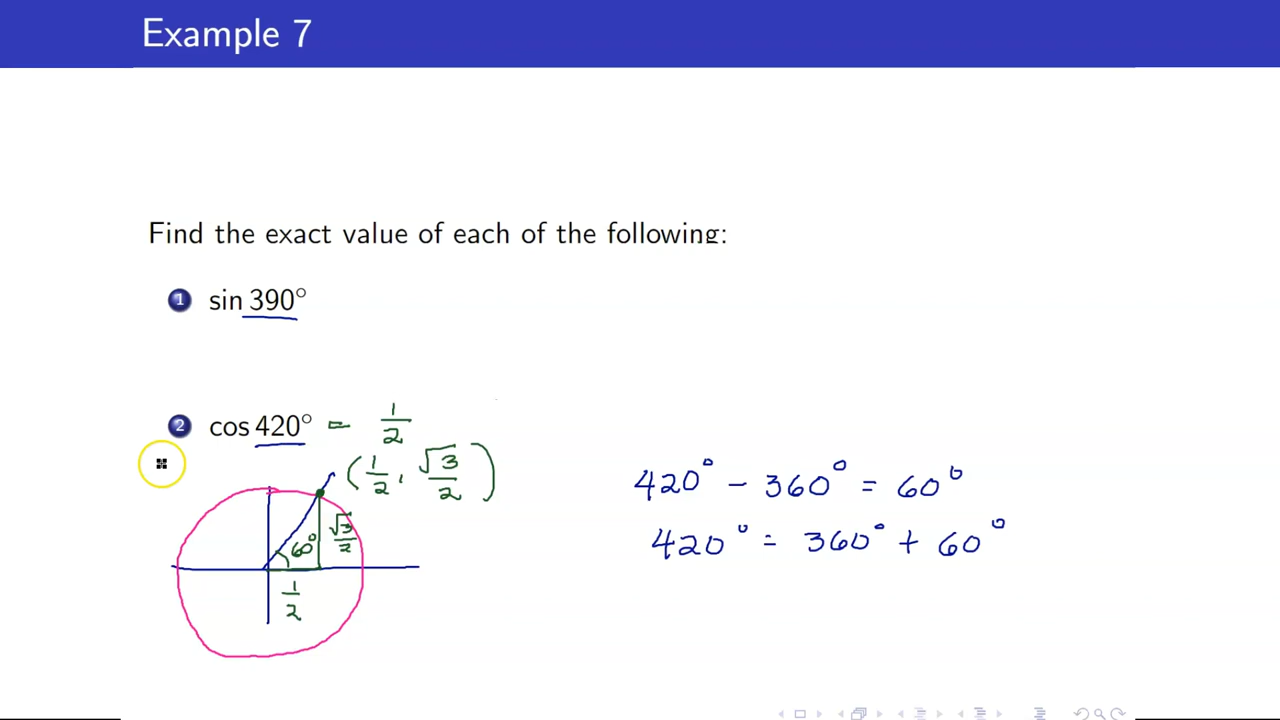 Example 7
Find the exact value of each of the following:
1 sin 390°
2 cos 420° = 1/2
(1/2, √3/2)
60°
√3/2
1/2
420° − 360° = 60°
420° = 360° + 60°